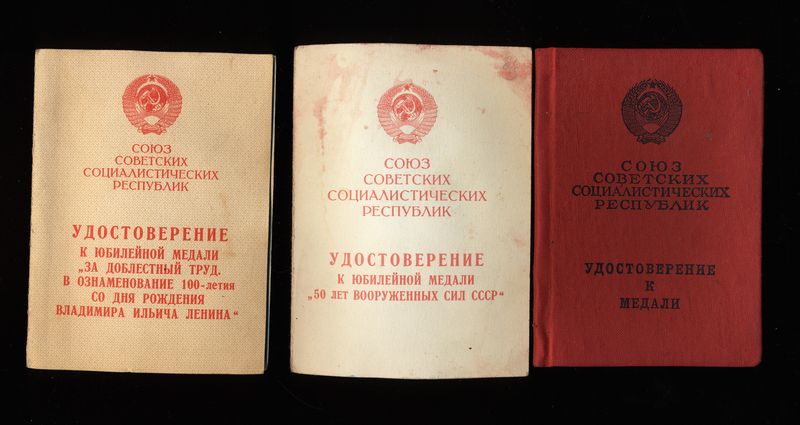 СОЮЗ
СОВЕТСКИХ
СОЦИАЛИСТИЧЕСКИХ
РЕСПУБЛИК
УДОСТОВЕРЕНИЕ
К ЮБИЛЕЙНОЙ МЕДАЛИ
„ЗА ДОБЛЕСТНЫЙ ТРУД.
В ОЗНАМЕНОВАНИЕ 100-летия
СО ДНЯ РОЖДЕНИЯ
ВЛАДИМИРА ИЛЬИЧА ЛЕНИНА“
СОЮЗ
СОВЕТСКИХ
СОЦИАЛИСТИЧЕСКИХ
РЕСПУБЛИК
УДОСТОВЕРЕНИЕ
К ЮБИЛЕЙНОЙ МЕДАЛИ
„50 ЛЕТ ВООРУЖЕННЫХ СИЛ СССР“
СОЮЗ
СОВЕТСКИХ
СОЦИАЛИСТИЧЕСКИХ
РЕСПУБЛИК
УДОСТОВЕРЕНИЕ
К
МЕДАЛИ